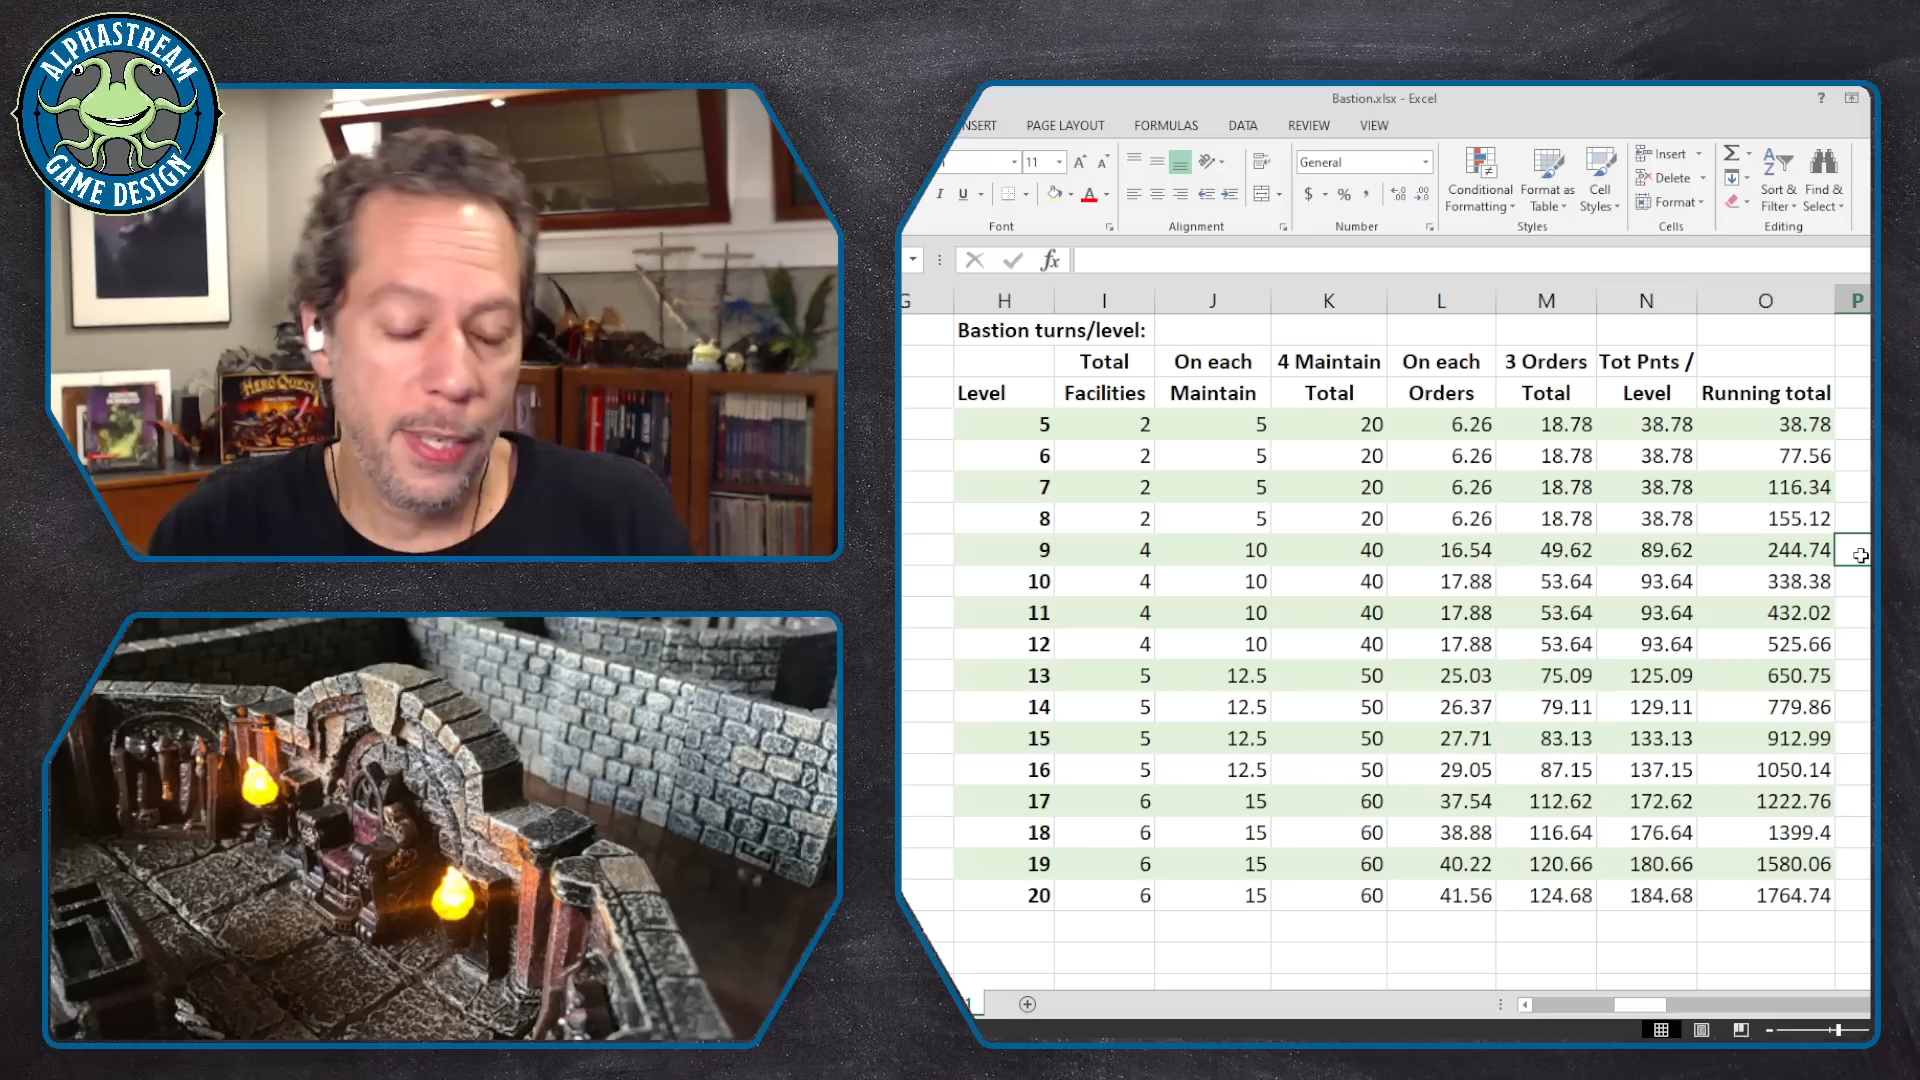 ALPHASTREAM
GAME DESIGN
HEROQUEST
Bastion.xlsx - Excel
?
NSERT PAGE LAYOUT FORMULAS DATA REVIEW VIEW
11 A A General Insert Σ
Conditional Formatting Format as Table Cell Styles Delete Sort & Filter Find & Select
I U A $ % , Format
Font Alignment Number Styles Cells Editing
fx
G H I J K L M N O P
Bastion turns/level:
Total On each 4 Maintain On each 3 Orders Tot Pnts /
Level Facilities Maintain Total Orders Total Level Running total
5 2 5 20 6.26 18.78 38.78 38.78
6 2 5 20 6.26 18.78 38.78 77.56
7 2 5 20 6.26 18.78 38.78 116.34
8 2 5 20 6.26 18.78 38.78 155.12
9 4 10 40 16.54 49.62 89.62 244.74
10 4 10 40 17.88 53.64 93.64 338.38
11 4 10 40 17.88 53.64 93.64 432.02
12 4 10 40 17.88 53.64 93.64 525.66
13 5 12.5 50 25.03 75.09 125.09 650.75
14 5 12.5 50 26.37 79.11 129.11 779.86
15 5 12.5 50 27.71 83.13 133.13 912.99
16 5 12.5 50 29.05 87.15 137.15 1050.14
17 6 15 60 37.54 112.62 172.62 1222.76
18 6 15 60 38.88 116.64 176.64 1399.4
19 6 15 60 40.22 120.66 180.66 1580.06
20 6 15 60 41.56 124.68 184.68 1764.74